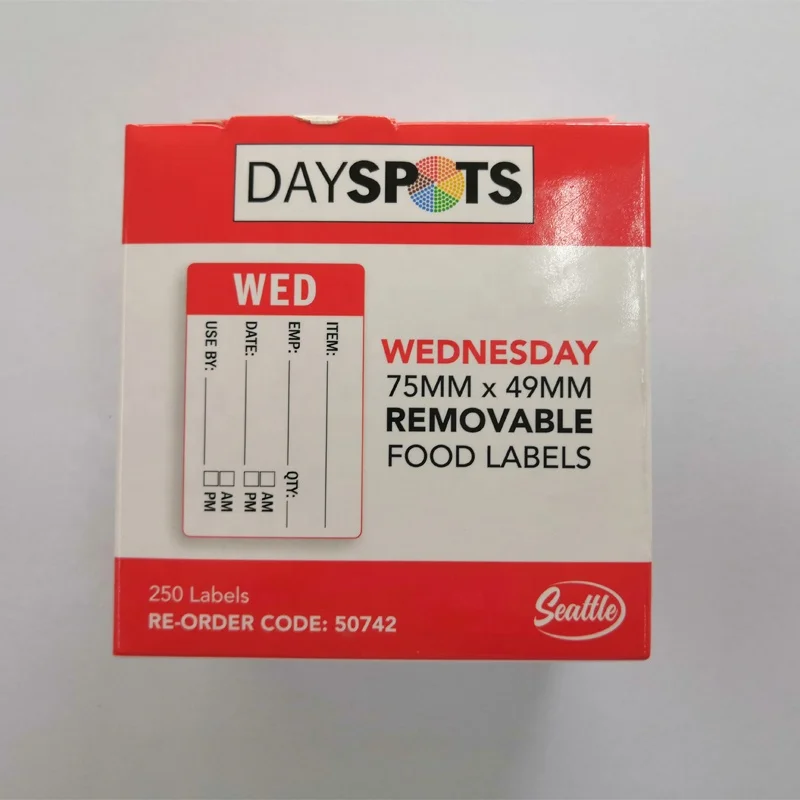 DAYSPOTS
WED
ITEM:
EMP: QTY:
DATE: AM PM
USE BY: AM PM
WEDNESDAY
75MM x 49MM
REMOVABLE
FOOD LABELS
250 Labels
RE-ORDER CODE: 50742
Seattle